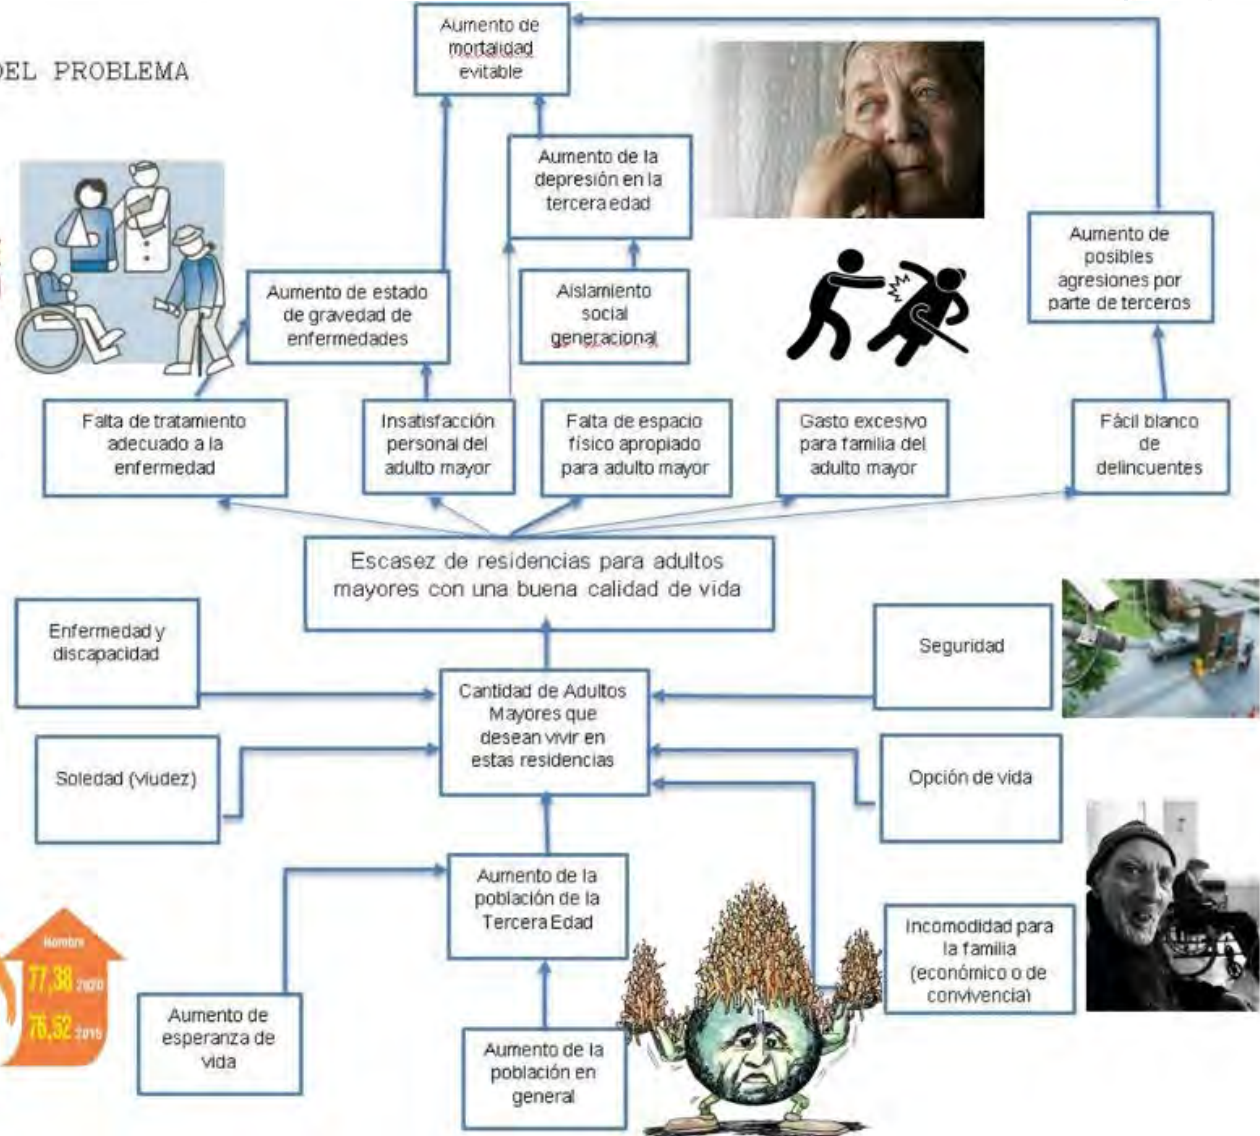 DEL PROBLEMA
Aumento de
mortalidad
evitable
Aumento de la
depresión en la
tercera edad
Aumento de
posibles
agresiones por
parte de terceros
Aumento de estado
de gravedad de
enfermedades
Aislamiento
social
generacional
Falta de tratamiento
adecuado a la
enfermedad
Insatisfacción
personal del
adulto mayor
Falta de espacio
físico apropiado
para adulto mayor
Gasto excesivo
para familia del
adulto mayor
Fácil blanco
de
delincuentes
Escasez de residencias para adultos
mayores con una buena calidad de vida
Enfermedad y
discapacidad
Seguridad
Cantidad de Adultos
Mayores que
desean vivir en
estas residencias
Soledad (viudez)
Opción de vida
Aumento de la
población de la
Tercera Edad
Incomodidad para
la familia
(económico o de
convivencia)
Hombre
77,38 2020
76,52 2015
Aumento de
esperanza de
vida
Aumento de la
población en
general